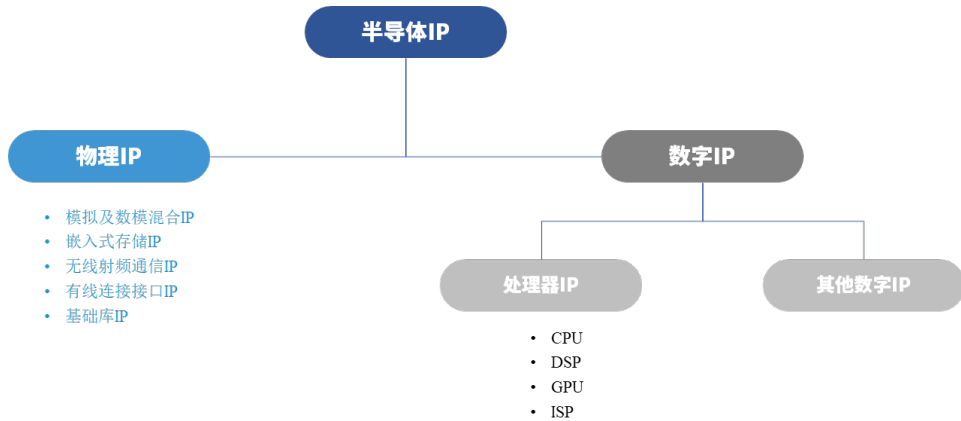 半导体IP
物理IP
数字IP
• 模拟及数模混合IP
• 嵌入式存储IP
• 无线射频通信IP
• 有线连接接口IP
• 基础库IP
处理器IP
其他数字IP
• CPU
• DSP
• GPU
• ISP